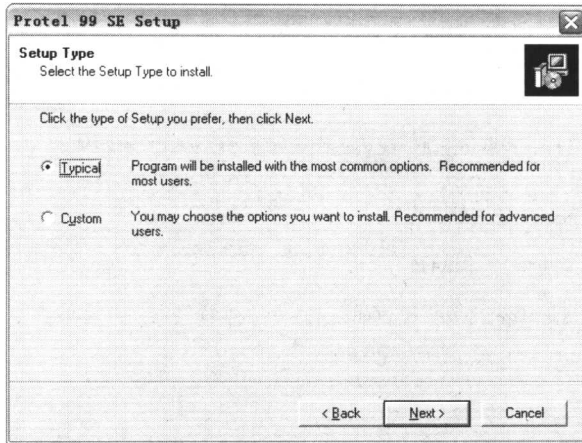 Protel 99 SE Setup
Setup Type
Select the Setup Type to install.
Click the type of Setup you prefer, then click Next.
Typical
Program will be installed with the most common options. Recommended for
most users.
Custom
You may choose the options you want to install. Recommended for advanced
users.
< Back
Next >
Cancel